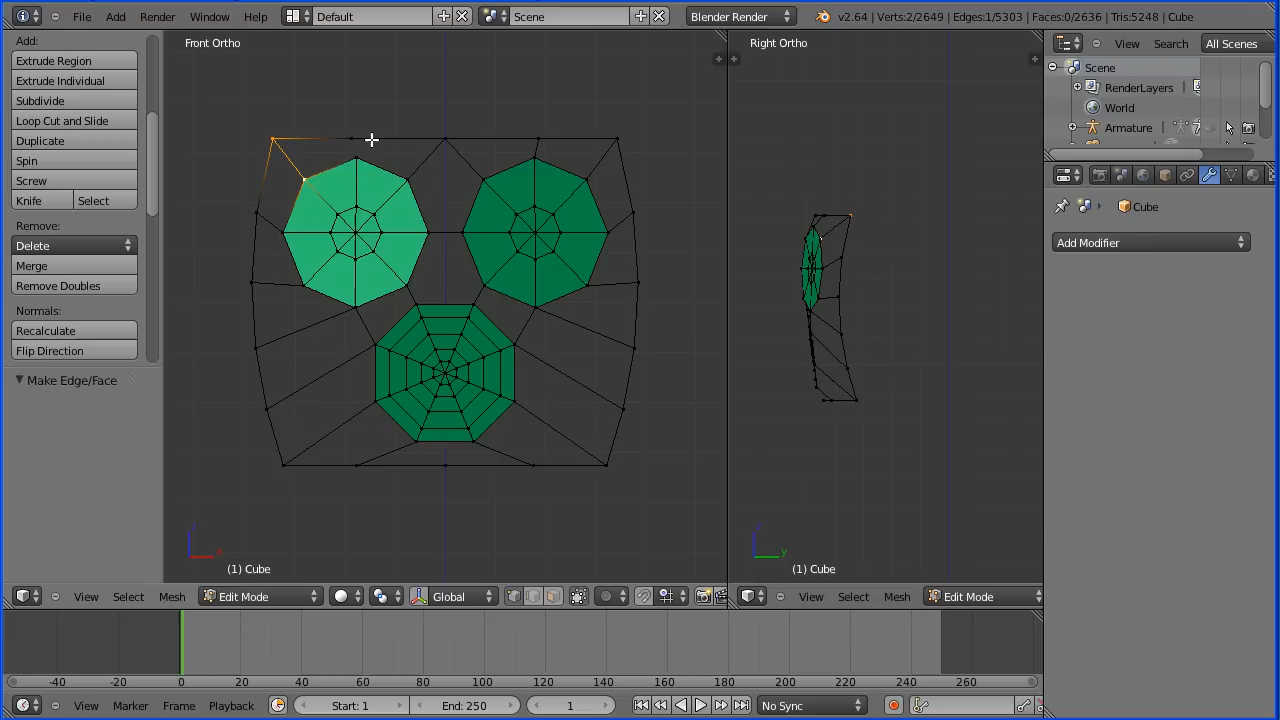 File Add Render Window Help Default Scene Blender Render v2.64 | Verts:2/2649 | Edges:1/5303 | Faces:0/2636 | Tris:5248 | Cube
Add:
Extrude Region
Extrude Individual
Subdivide
Loop Cut and Slide
Duplicate
Spin
Screw
Knife Select
Remove:
Delete
Merge
Remove Doubles
Normals:
Recalculate
Flip Direction
Make Edge/Face
Front Ortho
(1) Cube
Right Ortho
y
(1) Cube
View Search All Scenes
Scene
RenderLayers
World
Armature
Cube
Add Modifier
View Select Mesh Edit Mode Global
View Select Mesh Edit Mode
-40 -20 0 20 40 60 80 100 120 140 160 180 200 220 240 260
View Marker Frame Playback Start: 1 End: 250 1 No Sync